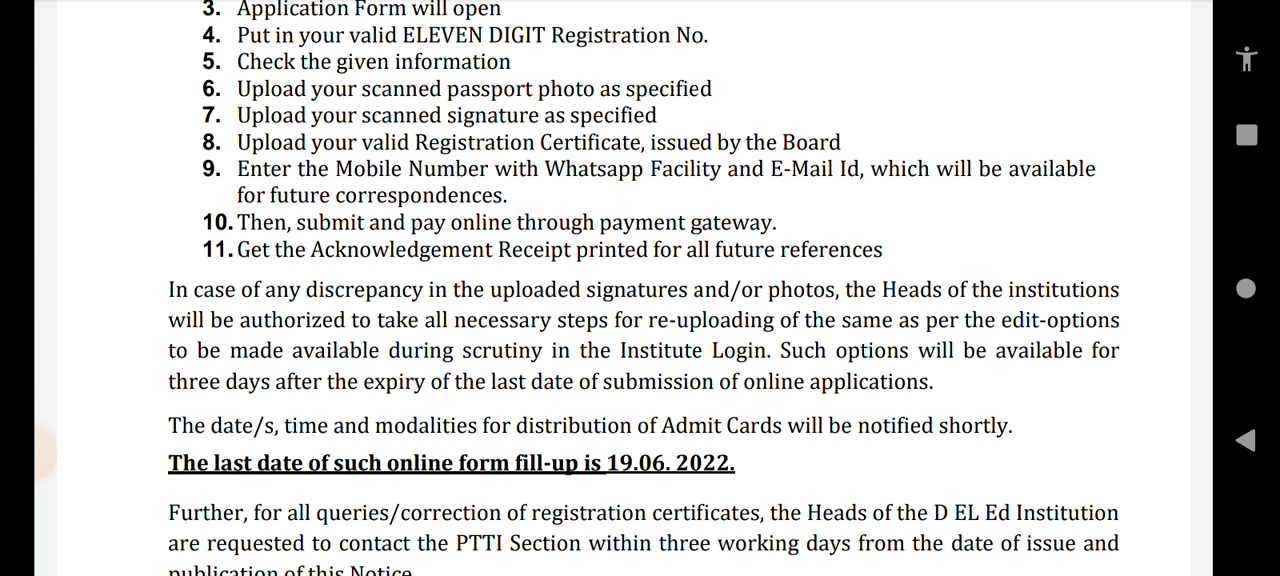 3. Application Form will open
4. Put in your valid ELEVEN DIGIT Registration No.
5. Check the given information
6. Upload your scanned passport photo as specified
7. Upload your scanned signature as specified
8. Upload your valid Registration Certificate, issued by the Board
9. Enter the Mobile Number with Whatsapp Facility and E-Mail Id, which will be available
for future correspondences.
10. Then, submit and pay online through payment gateway.
11. Get the Acknowledgement Receipt printed for all future references
In case of any discrepancy in the uploaded signatures and/or photos, the Heads of the institutions
will be authorized to take all necessary steps for re-uploading of the same as per the edit-options
to be made available during scrutiny in the Institute Login. Such options will be available for
three days after the expiry of the last date of submission of online applications.
The date/s, time and modalities for distribution of Admit Cards will be notified shortly.
The last date of such online form fill-up is 19.06. 2022.
Further, for all queries/correction of registration certificates, the Heads of the D EL Ed Institution
are requested to contact the PTTI Section within three working days from the date of issue and
publication of this Notice